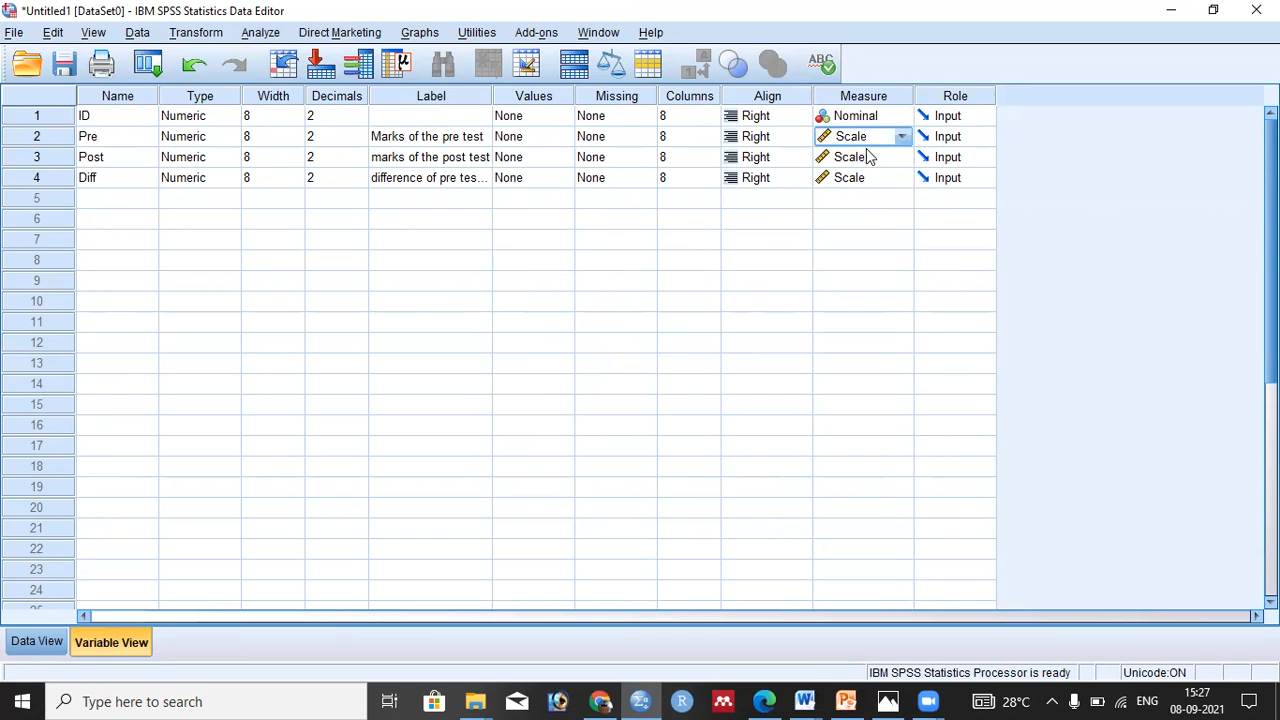 *Untitled1 [DataSet0] - IBM SPSS Statistics Data Editor
File Edit View Data Transform Analyze Direct Marketing Graphs Utilities Add-ons Window Help
ABC
Name Type Width Decimals Label Values Missing Columns Align Measure Role
1 ID Numeric 8 2 None None 8 Right Nominal Input
2 Pre Numeric 8 2 Marks of the pre test None None 8 Right Scale Input
3 Post Numeric 8 2 marks of the post test None None 8 Right Scale Input
4 Diff Numeric 8 2 difference of pre tes... None None 8 Right Scale Input
5
6
7
8
9
10
11
12
13
14
15
16
17
18
19
20
21
22
23
24
Data View Variable View
IBM SPSS Statistics Processor is ready Unicode:ON
Type here to search 28°C ENG 15:27
08-09-2021